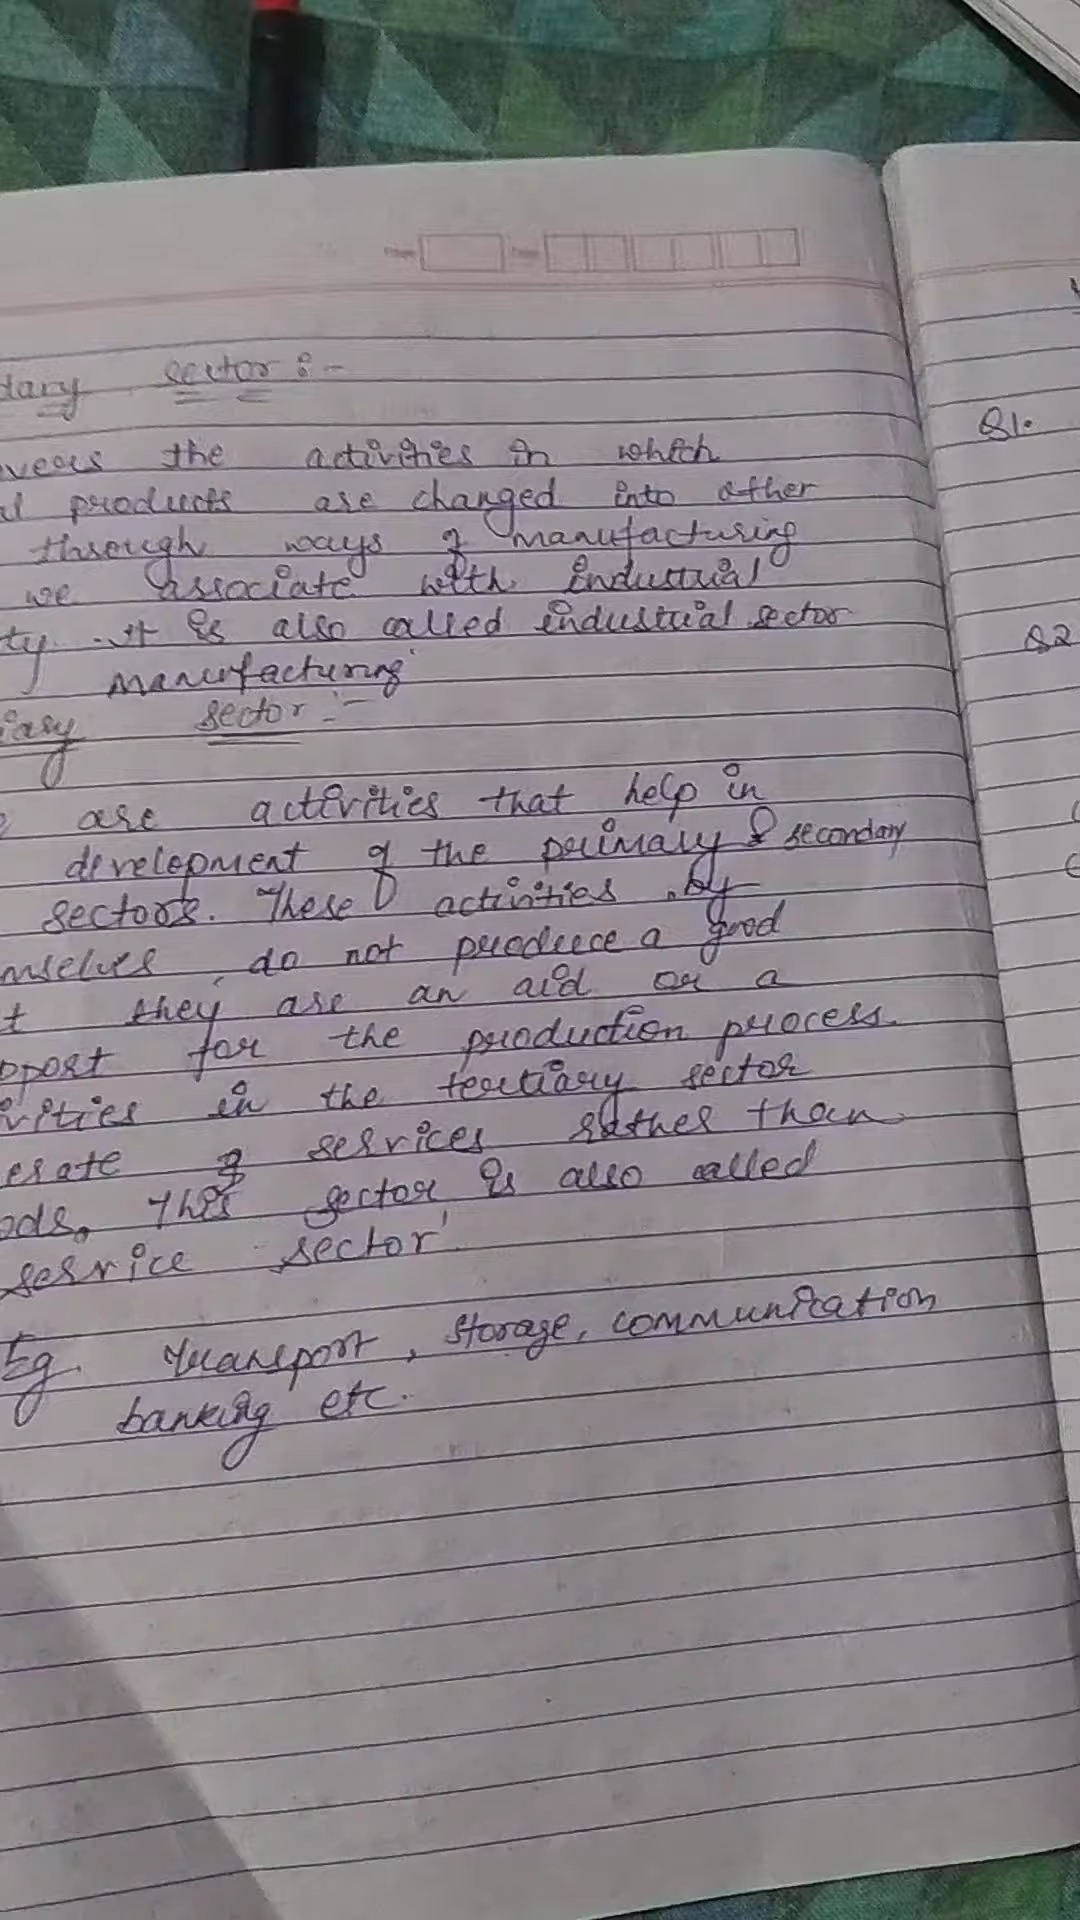 dary sector :-
the activities in which
products are changed into other
through ways of manufacturing
we associate with industrial
ty. It is also called industrial sector
manufacturing
iary sector :-
are activities that help in
development of the primary & secondary
sectors. These activities by
mselves do not produce a good
t they are an aid or a
pport for the production process.
vities in the tertiary sector
erate services rather than
ods. This sector is also called
service sector'.
Eg. transport, storage, communication
banking etc.
Q1.
Q2